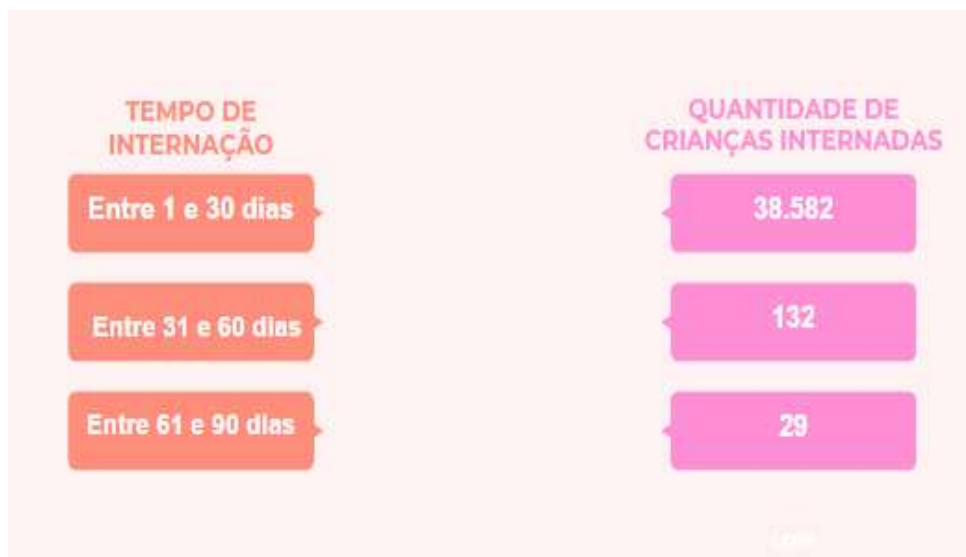 TEMPO DE
INTERNAÇÃO
QUANTIDADE DE
CRIANÇAS INTERNADAS
Entre 1 e 30 dias
38.582
Entre 31 e 60 dias
132
Entre 61 e 90 dias
29